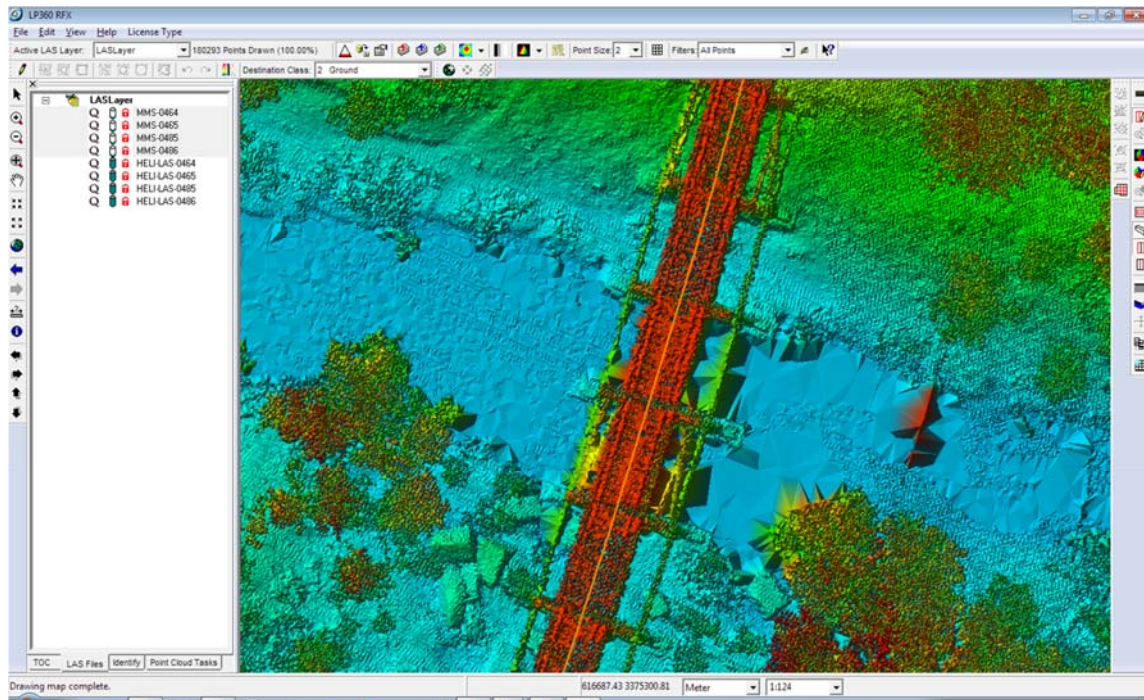 LP360 RFX
File Edit View Help License Type
Active LAS Layer: LASLayer 180293 Points Drawn (100.00%) Point Size: 2 Filters: All Points
Destination Class: 2 Ground
LASLayer
MMS-0464
MMS-0465
MMS-0485
MMS-0486
HELI-LAS-0464
HELI-LAS-0465
HELI-LAS-0485
HELI-LAS-0486
TOC LAS Files Identify Point Cloud Tasks
Drawing map complete. 616687.43 3375300.81 Meter 1:124